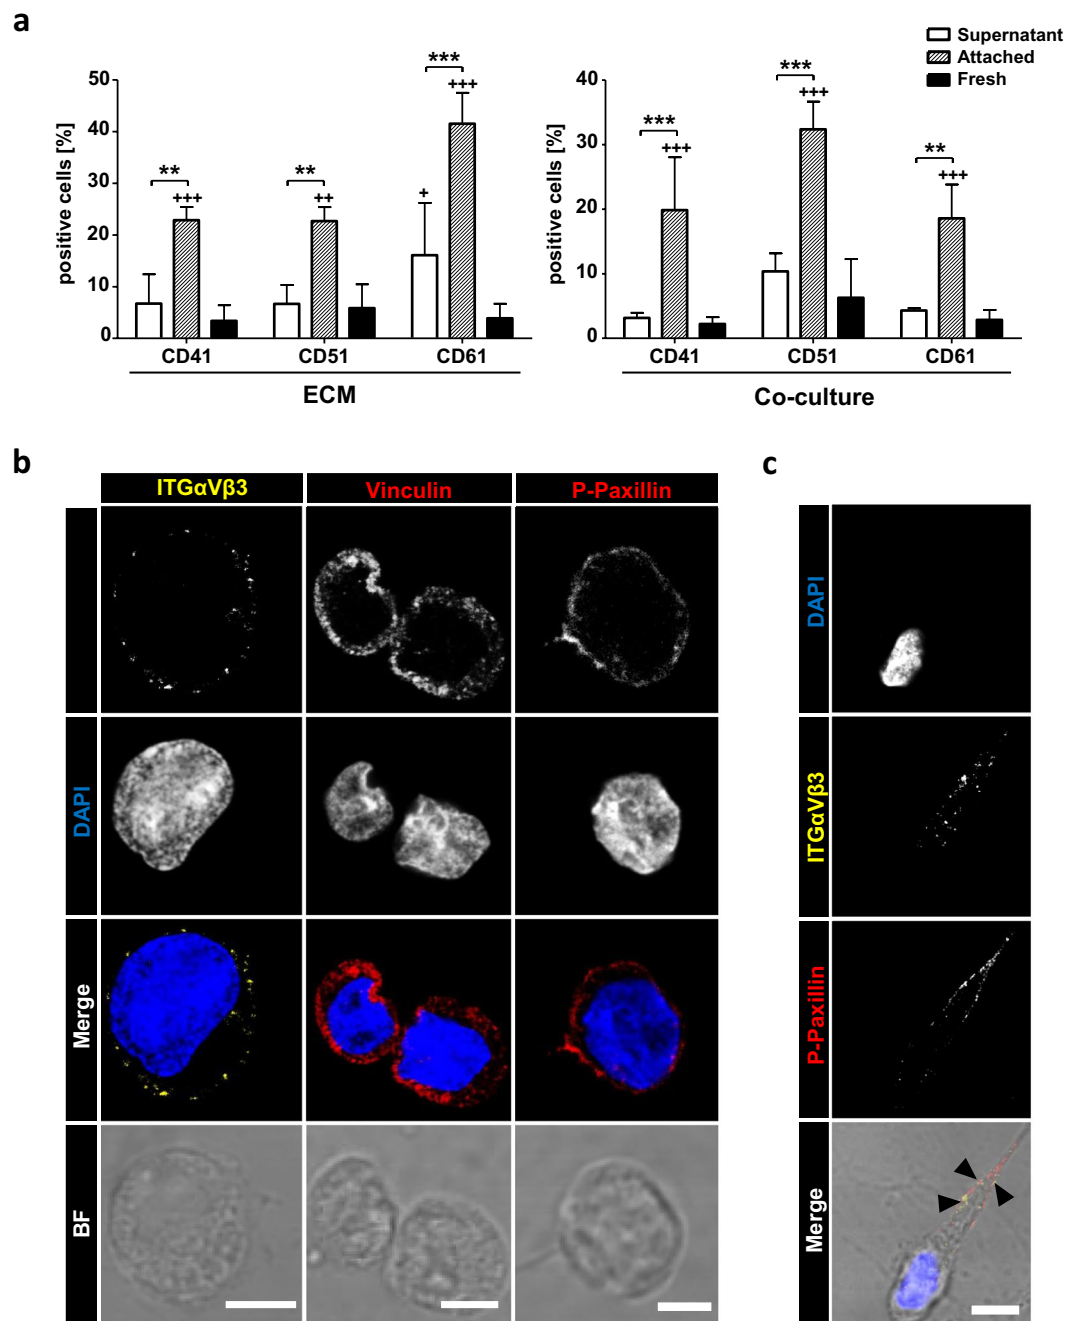 a
Supernatant
Attached
Fresh
positive cells [%]
50
40
30
20
10
0
** +++
** ++
+ *** +++
CD41 CD51 CD61
ECM
positive cells [%]
40
30
20
10
0
*** +++
*** +++
** +++
CD41 CD51 CD61
Co-culture
b
ITGαVβ3 Vinculin P-Paxillin
DAPI
Merge
BF
c
DAPI
ITGαVβ3
P-Paxillin
Merge